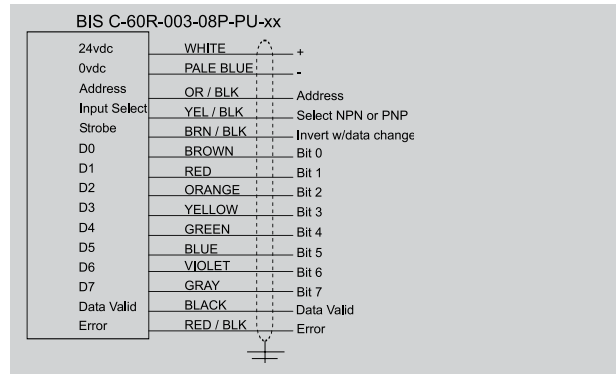 BIS C-60R-003-08P-PU-xx
24vdc WHITE +
0vdc PALE BLUE -
Address OR / BLK Address
Input Select YEL / BLK Select NPN or PNP
Strobe BRN / BLK Invert w/data change
D0 BROWN Bit 0
D1 RED Bit 1
D2 ORANGE Bit 2
D3 YELLOW Bit 3
D4 GREEN Bit 4
D5 BLUE Bit 5
D6 VIOLET Bit 6
D7 GRAY Bit 7
Data Valid BLACK Data Valid
Error RED / BLK Error